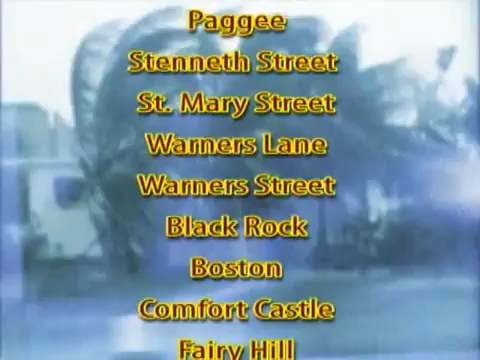 Paggee
Stenneth Street
St. Mary Street
Warners Lane
Warners Street
Black Rock
Boston
Comfort Castle
Fairy Hill